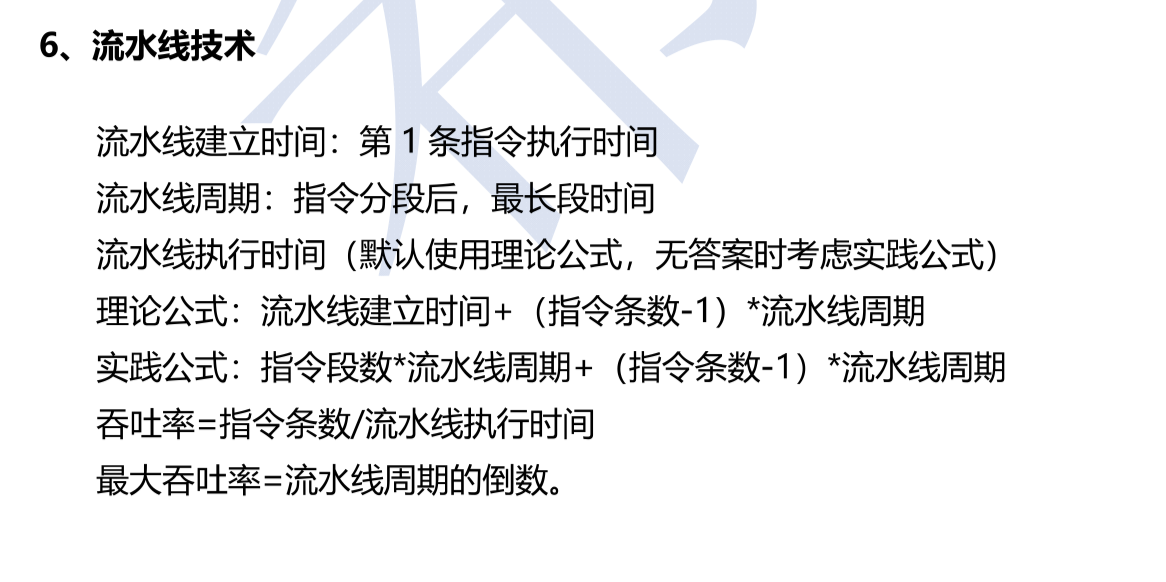 6、流水线技术
流水线建立时间：第 1 条指令执行时间
流水线周期：指令分段后，最长段时间
流水线执行时间（默认使用理论公式，无答案时考虑实践公式）
理论公式：流水线建立时间+（指令条数-1）*流水线周期
实践公式：指令段数*流水线周期+（指令条数-1）*流水线周期
吞吐率=指令条数/流水线执行时间
最大吞吐率=流水线周期的倒数。